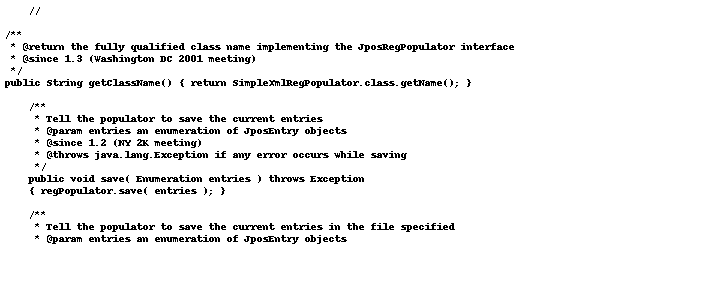 //
/**
* @return the fully qualified class name implementing the JposRegPopulator interface
* @since 1.3 (Washington DC 2001 meeting)
*/
public String getClassName() { return SimpleXmlRegPopulator.class.getName(); }
/**
* Tell the populator to save the current entries
* @param entries an enumeration of JposEntry objects
* @since 1.2 (NY 2K meeting)
* @throws java.lang.Exception if any error occurs while saving
*/
public void save( Enumeration entries ) throws Exception
{ regPopulator.save( entries ); }
/**
* Tell the populator to save the current entries in the file specified
* @param entries an enumeration of JposEntry objects